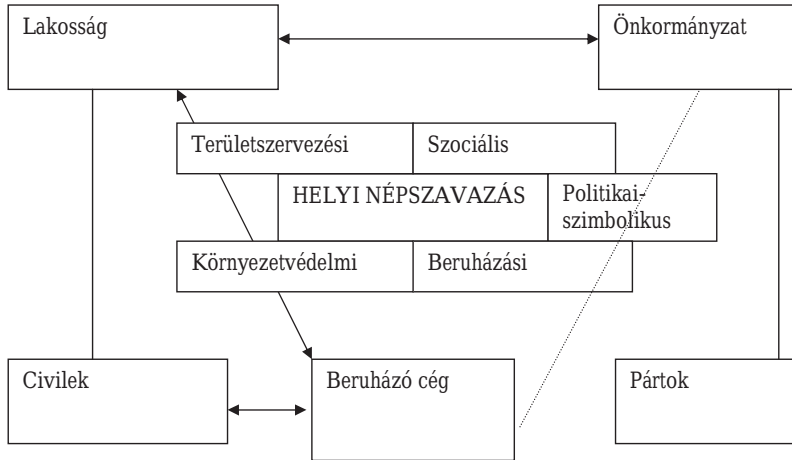 Lakosság
Önkormányzat
Területszervezési
Szociális
HELYI NÉPSZAVAZÁS
Politikai-
szimbolikus
Környezetvédelmi
Beruházási
Civilek
Beruházó cég
Pártok